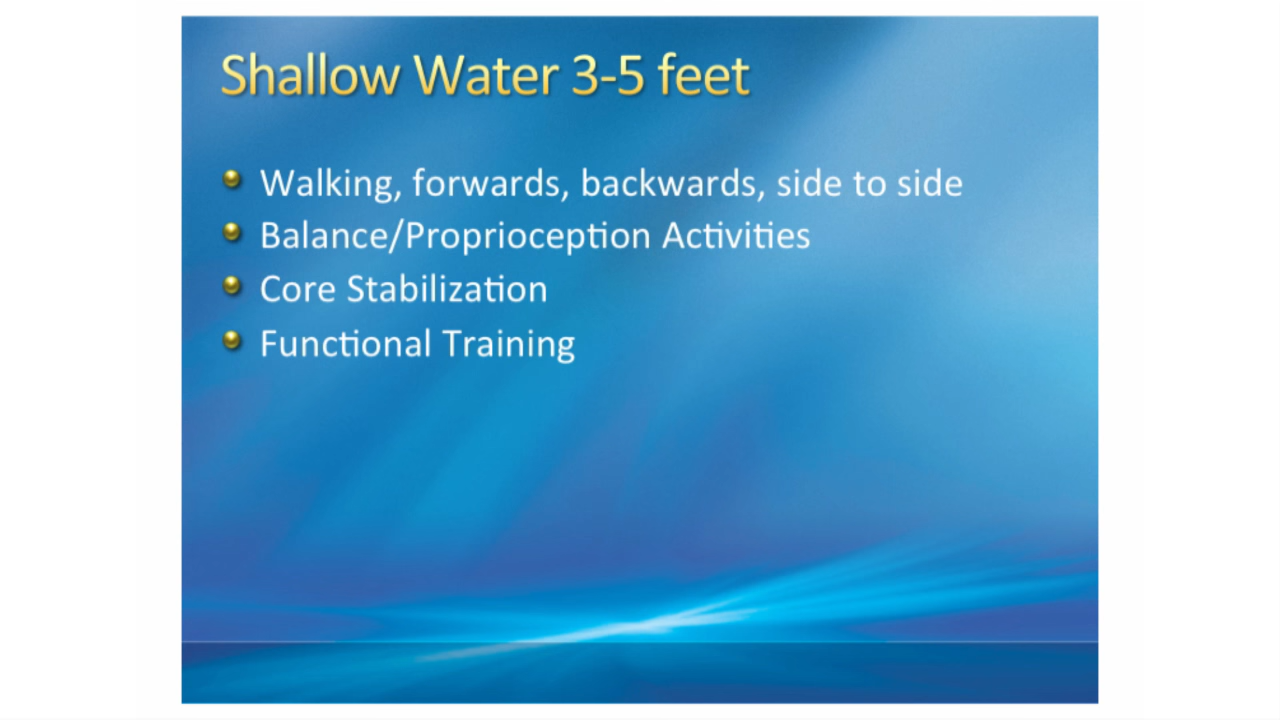 Shallow Water 3-5 feet
Walking, forwards, backwards, side to side
Balance/Proprioception Activities
Core Stabilization
Functional Training